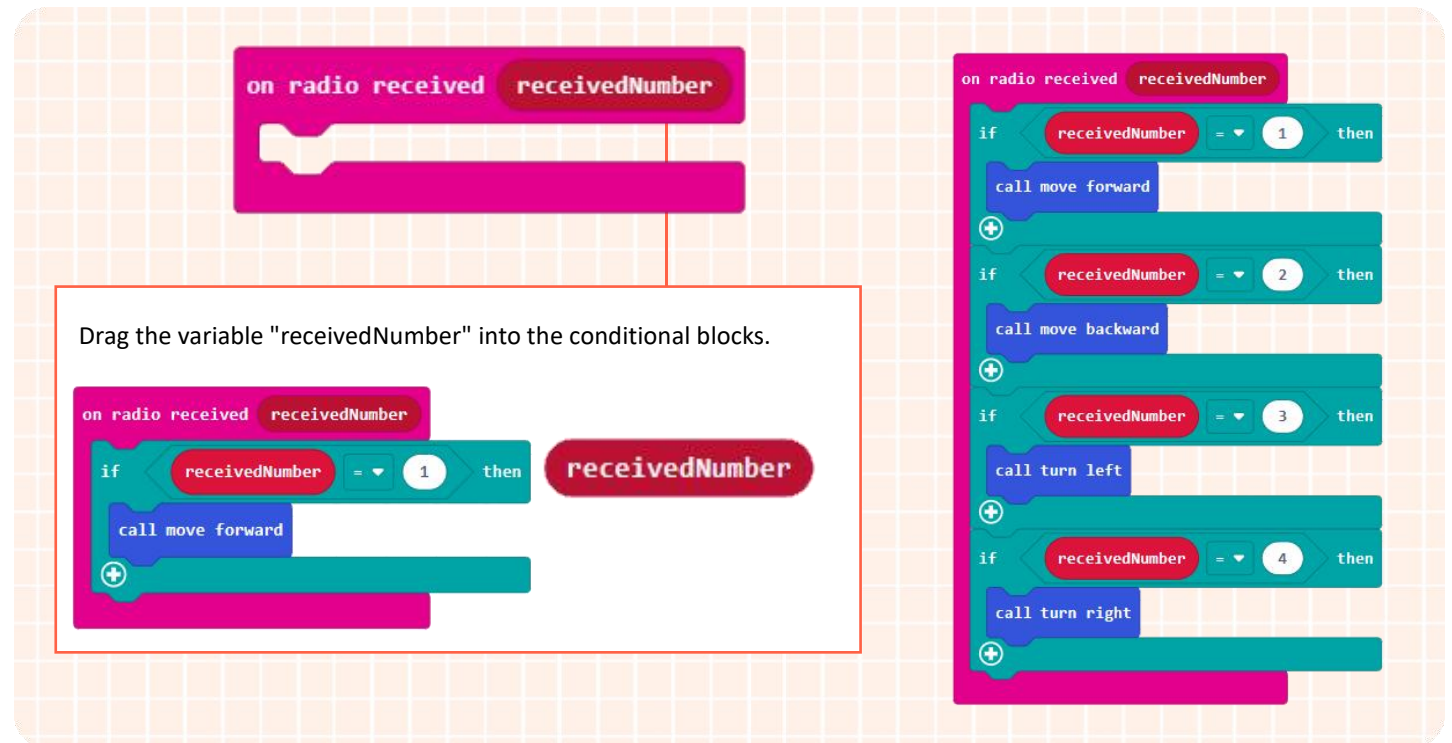 on radio received receivedNumber
Drag the variable "receivedNumber" into the conditional blocks.
on radio received receivedNumber
if receivedNumber = 1 then
call move forward
receivedNumber
on radio received receivedNumber
if receivedNumber = 1 then
call move forward
if receivedNumber = 2 then
call move backward
if receivedNumber = 3 then
call turn left
if receivedNumber = 4 then
call turn right